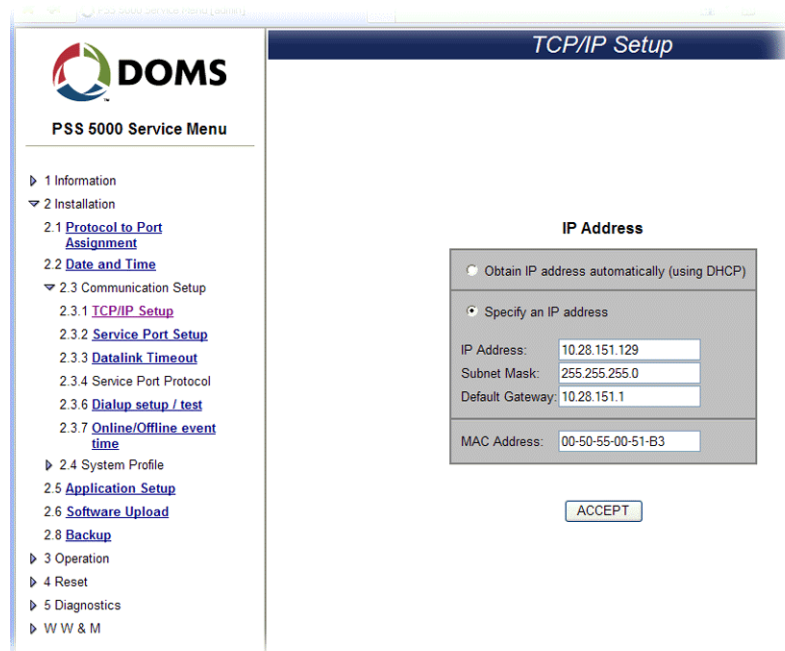 PSS 5000 Service Menu [admin]
TCP/IP Setup
DOMS
TM
PSS 5000 Service Menu
1 Information
2 Installation
2.1 Protocol to Port
Assignment
2.2 Date and Time
2.3 Communication Setup
2.3.1 TCP/IP Setup
2.3.2 Service Port Setup
2.3.3 Datalink Timeout
2.3.4 Service Port Protocol
2.3.6 Dialup setup / test
2.3.7 Online/Offline event
time
2.4 System Profile
2.5 Application Setup
2.6 Software Upload
2.8 Backup
3 Operation
4 Reset
5 Diagnostics
W W & M
IP Address
Obtain IP address automatically (using DHCP)
Specify an IP address
IP Address: 10.28.151.129
Subnet Mask: 255.255.255.0
Default Gateway: 10.28.151.1
MAC Address: 00-50-55-00-51-B3
ACCEPT